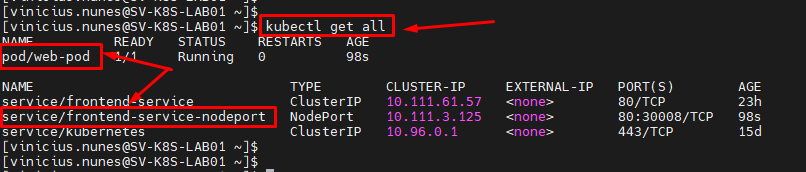 [vinicius.nunes@SV-K8S-LAB01 ~]$
[vinicius.nunes@SV-K8S-LAB01 ~]$ kubectl get all
NAME READY STATUS RESTARTS AGE
pod/web-pod 1/1 Running 0 98s
NAME TYPE CLUSTER-IP EXTERNAL-IP PORT(S) AGE
service/frontend-service ClusterIP 10.111.61.57 <none> 80/TCP 23h
service/frontend-service-nodeport NodePort 10.111.3.125 <none> 80:30008/TCP 98s
service/kubernetes ClusterIP 10.96.0.1 <none> 443/TCP 15d
[vinicius.nunes@SV-K8S-LAB01 ~]$
[vinicius.nunes@SV-K8S-LAB01 ~]$